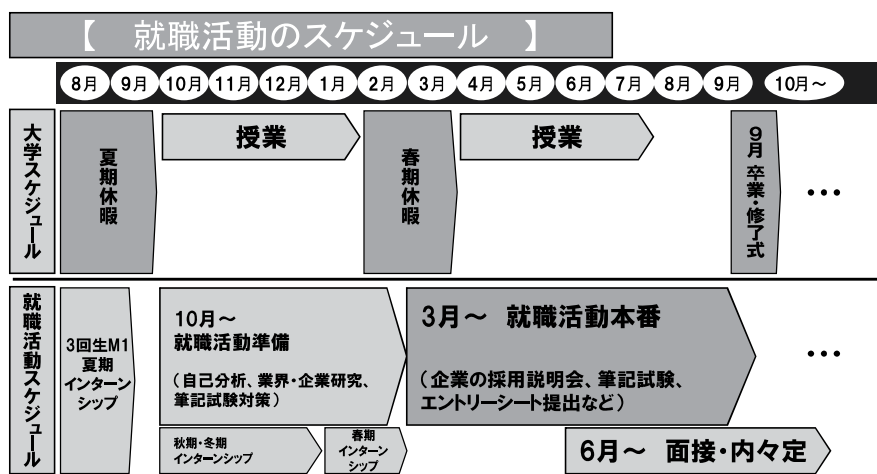 【 就職活動のスケジュール 】
8月 9月 10月 11月 12月 1月 2月 3月 4月 5月 6月 7月 8月 9月 10月～
大学スケジュール
夏期休暇
授業
春期休暇
授業
9月 卒業・修了式
…
就職活動スケジュール
3回生M1
夏期
インターン
シップ
10月～
就職活動準備
（自己分析、業界・企業研究、
筆記試験対策）
秋期・冬期
インターンシップ
春期
インターン
シップ
3月～ 就職活動本番
（企業の採用説明会、筆記試験、
エントリーシート提出など）
6月～ 面接・内々定
…